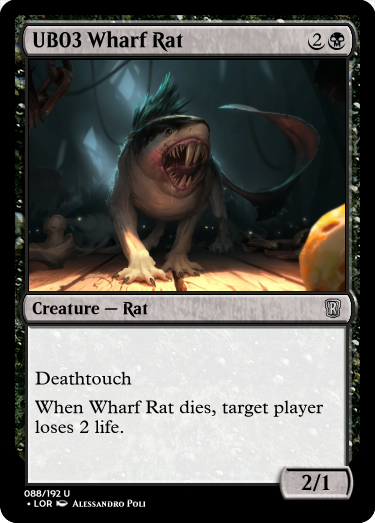 UB03 Wharf Rat 2
Creature — Rat
R
Deathtouch
When Wharf Rat dies, target player
loses 2 life.
2/1
088/192 U
• LOR Alessandro Poli